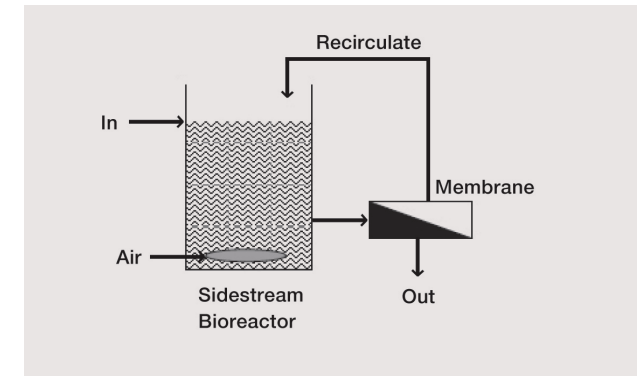 Recirculate
In
Membrane
Air
Sidestream
Bioreactor
Out